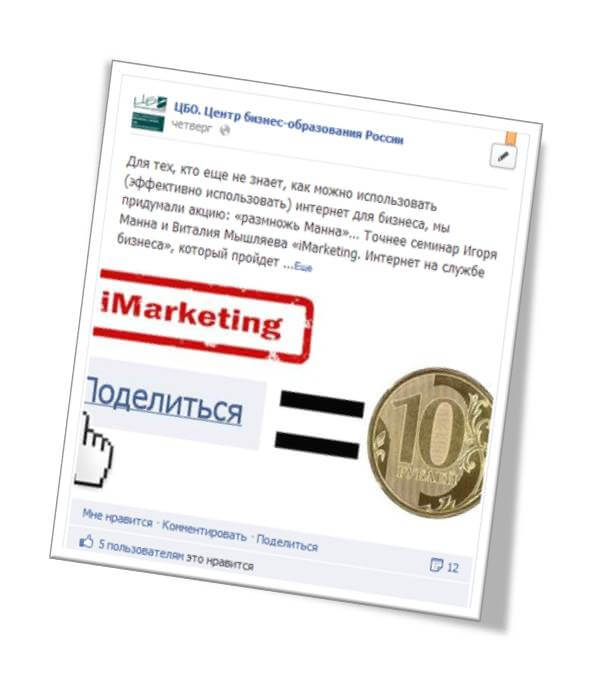 ЦБО
ЦБО. Центр бизнес-образования России
четверг
Для тех, кто еще не знает, как можно использовать
(эффективно использовать) интернет для бизнеса, мы
придумали акцию: «размножь Манна»... Точнее семинар Игоря
Манна и Виталия Мышляева «iMarketing. Интернет на службе
бизнеса», который пройдет ...Еще
iMarketing
Поделиться
10
РУБЛЕЙ
Мне нравится · Комментировать · Поделиться
12
5 пользователям это нравится